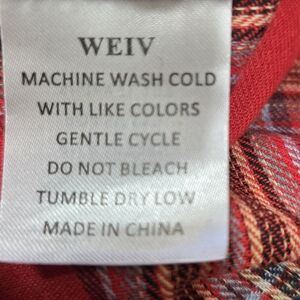 WEIV
MACHINE WASH COLD
WITH LIKE COLORS
GENTLE CYCLE
DO NOT BLEACH
TUMBLE DRY LOW
MADE IN CHINA